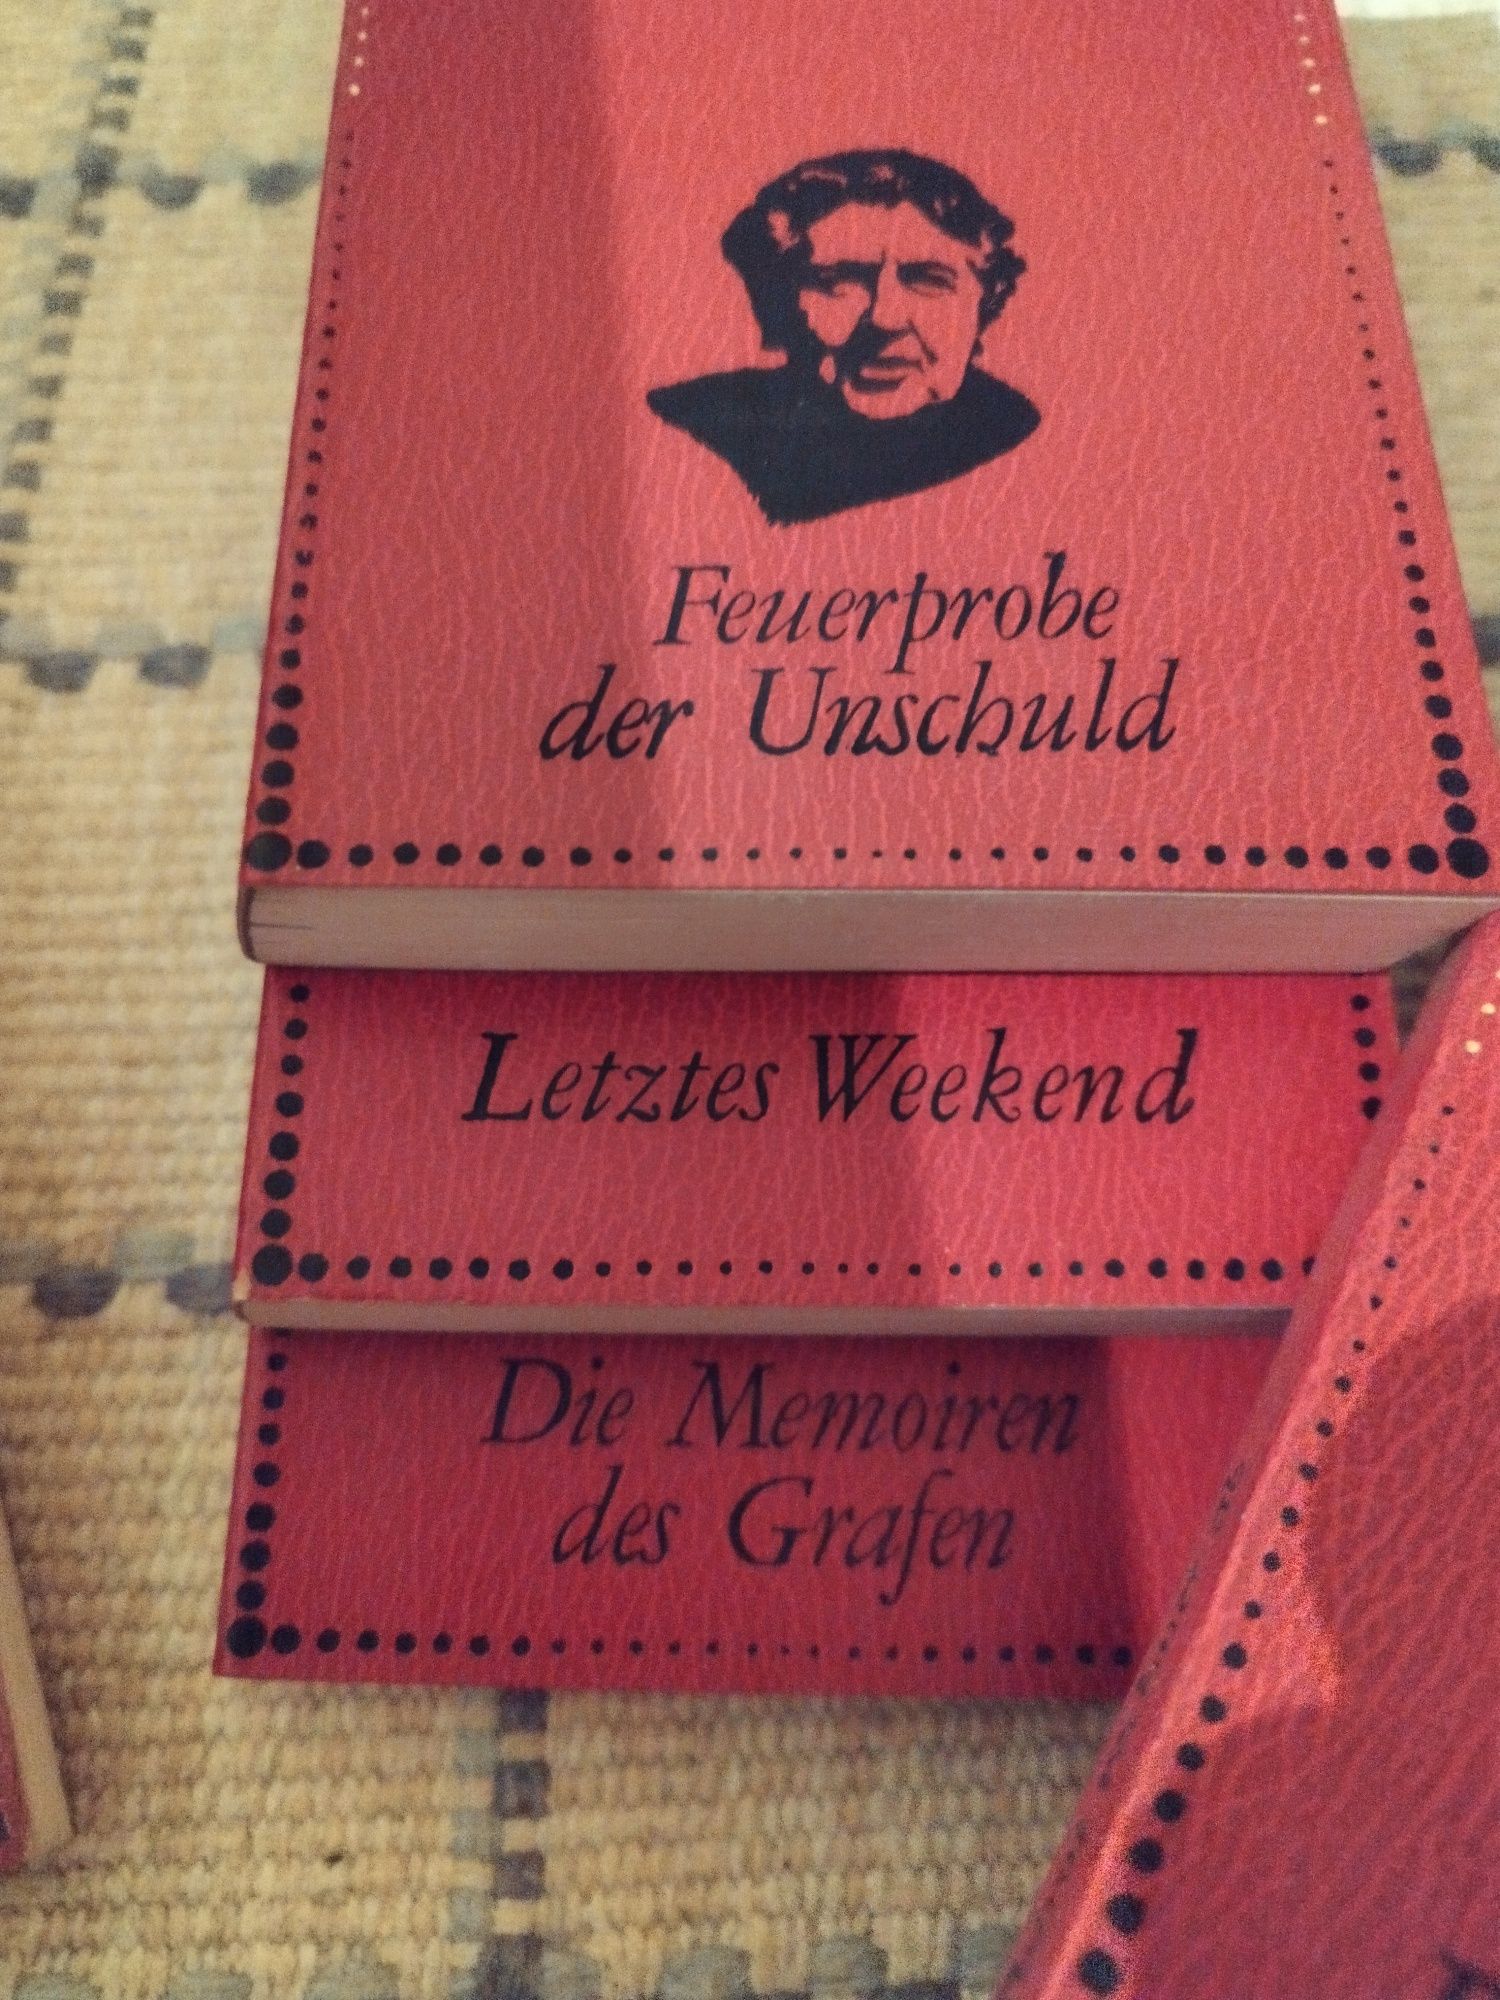 Feuerprobe
der Unschuld
Letztes Weekend
Die Memoiren
des Grafen